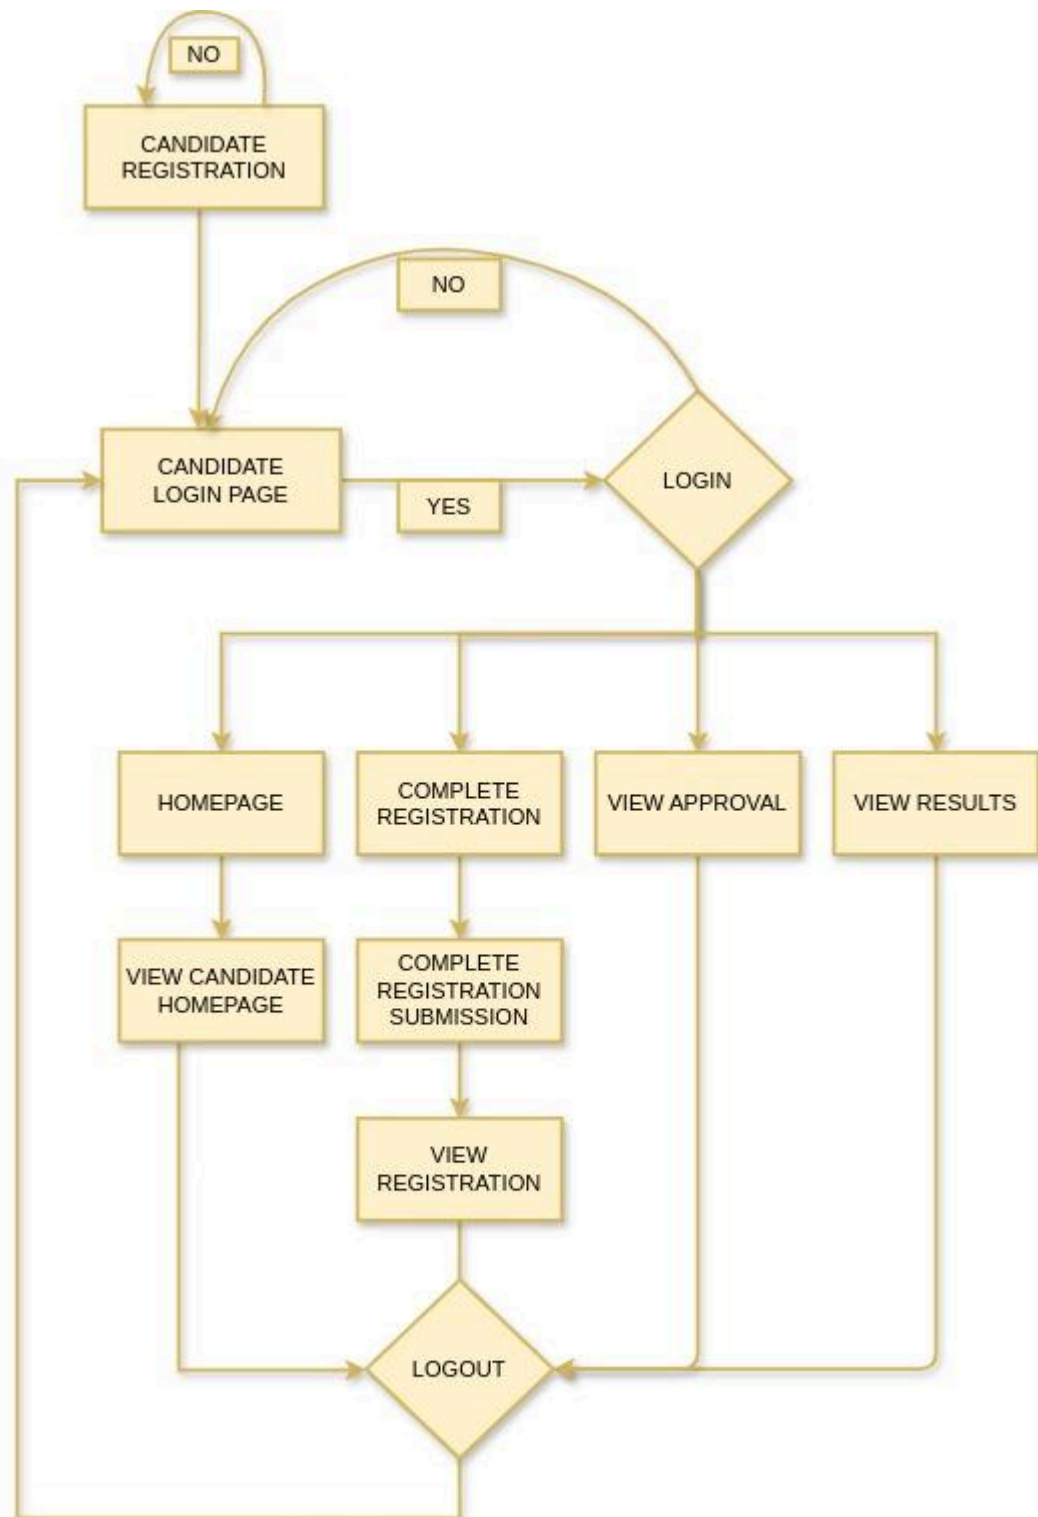 NO
CANDIDATE
REGISTRATION
NO
CANDIDATE
LOGIN PAGE
YES
LOGIN
HOMEPAGE
COMPLETE
REGISTRATION
VIEW APPROVAL
VIEW RESULTS
VIEW CANDIDATE
HOMEPAGE
COMPLETE
REGISTRATION
SUBMISSION
VIEW
REGISTRATION
LOGOUT